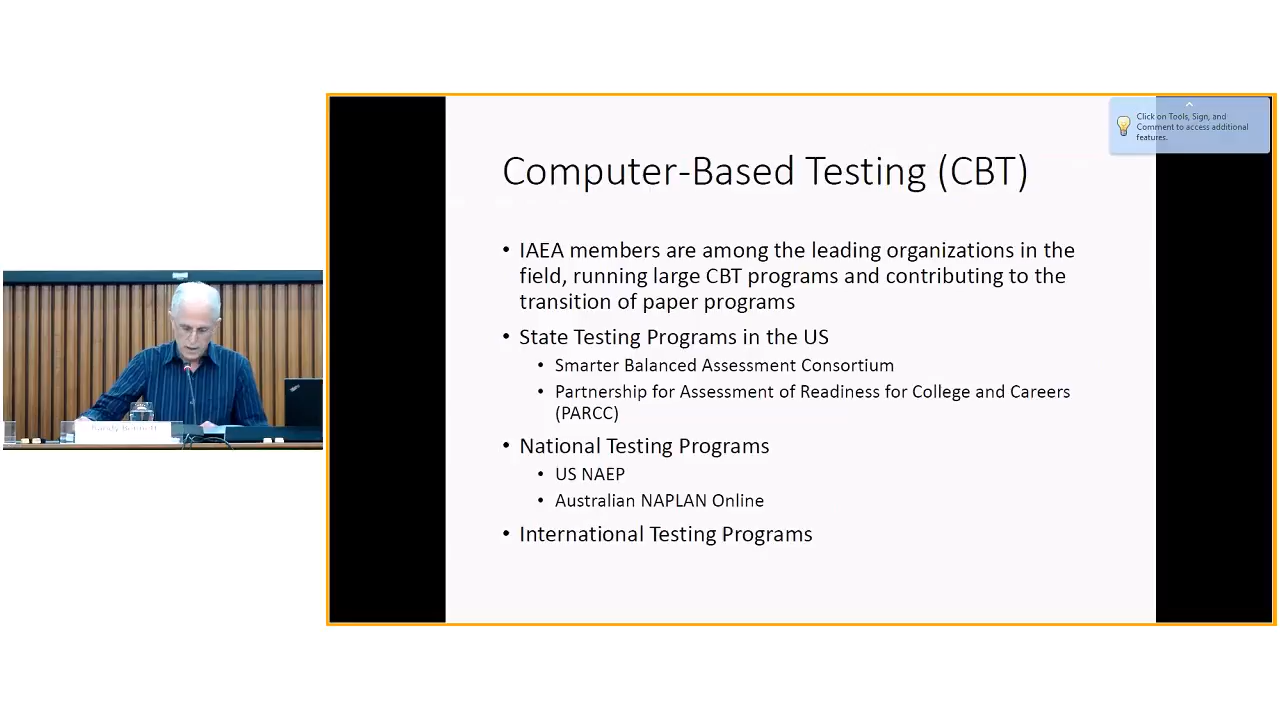 Click on Tools, Sign, and
Comment to access additional
features.
Computer-Based Testing (CBT)
• IAEA members are among the leading organizations in the
field, running large CBT programs and contributing to the
transition of paper programs
• State Testing Programs in the US
• Smarter Balanced Assessment Consortium
• Partnership for Assessment of Readiness for College and Careers
(PARCC)
• National Testing Programs
• US NAEP
• Australian NAPLAN Online
• International Testing Programs
Randy Bennett